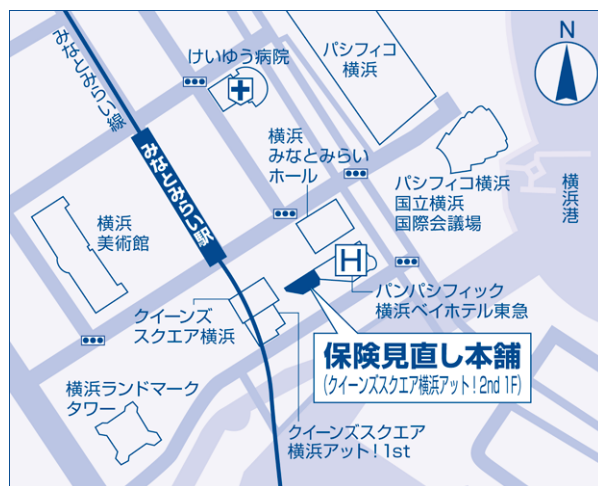 みなとみらい線
けいゆう病院
パシフィコ
横浜
N
みなとみらい駅
横浜
みなとみらい
ホール
パシフィコ横浜
国立横浜
国際会議場
横浜港
横浜
美術館
H
パンパシフィック
横浜ベイホテル東急
クイーンズ
スクエア横浜
保険見直し本舗
(クイーンズスクエア横浜アット!2nd 1F)
横浜ランドマーク
タワー
クイーンズスクエア
横浜アット!1st